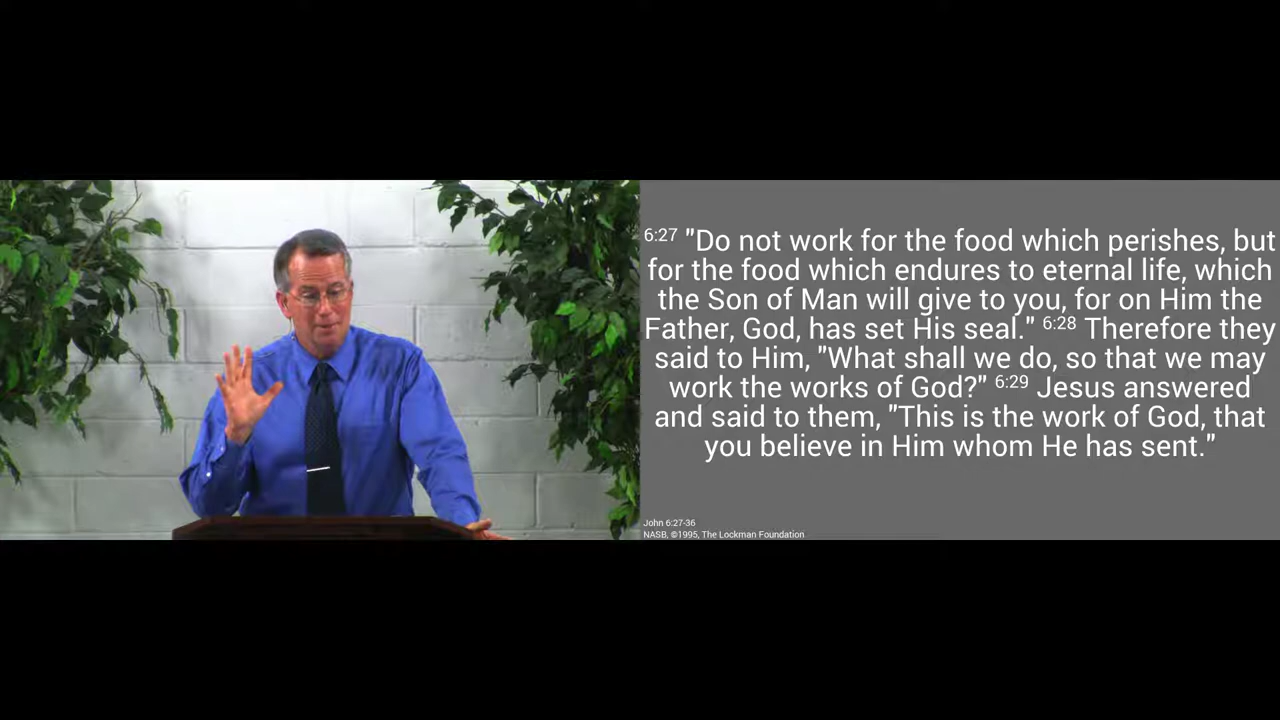 6:27 "Do not work for the food which perishes, but
for the food which endures to eternal life, which
the Son of Man will give to you, for on Him the
Father, God, has set His seal." 6:28 Therefore they
said to Him, "What shall we do, so that we may
work the works of God?" 6:29 Jesus answered
and said to them, "This is the work of God, that
you believe in Him whom He has sent."
John 6:27-36
NASB, ©1995, The Lockman Foundation